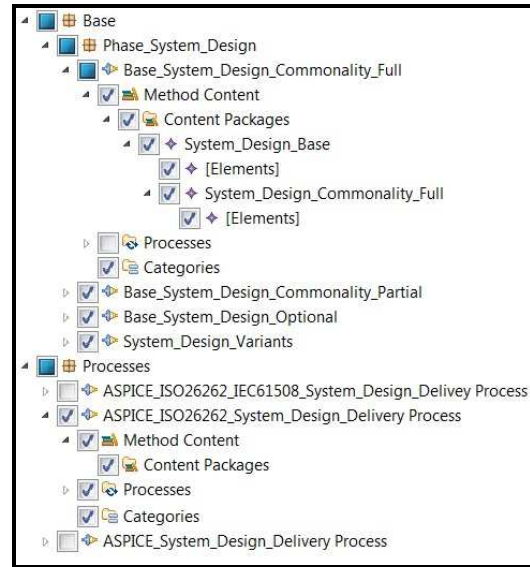 Base
Phase_System_Design
Base_System_Design_Commonality_Full
Method Content
Content Packages
System_Design_Base
[Elements]
System_Design_Commonality_Full
[Elements]
Processes
Categories
Base_System_Design_Commonality_Partial
Base_System_Design_Optional
System_Design_Variants
Processes
ASPICE_ISO26262_IEC61508_System_Design_Delivey Process
ASPICE_ISO26262_System_Design_Delivery Process
Method Content
Content Packages
Processes
Categories
ASPICE_System_Design_Delivery Process